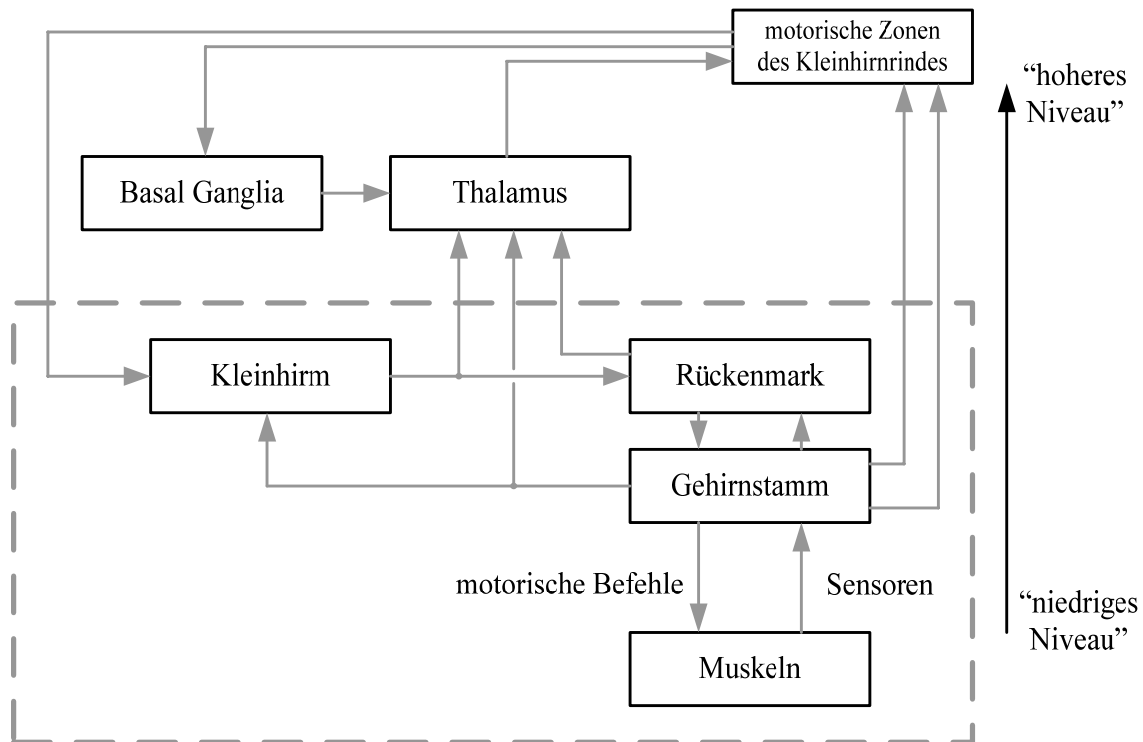 motorische Zonen
des Kleinhirnrindes
“hoheres
Niveau”
Basal Ganglia
Thalamus
Kleinhirm
Rückenmark
Gehirnstamm
motorische Befehle
Sensoren
“niedriges
Niveau”
Muskeln